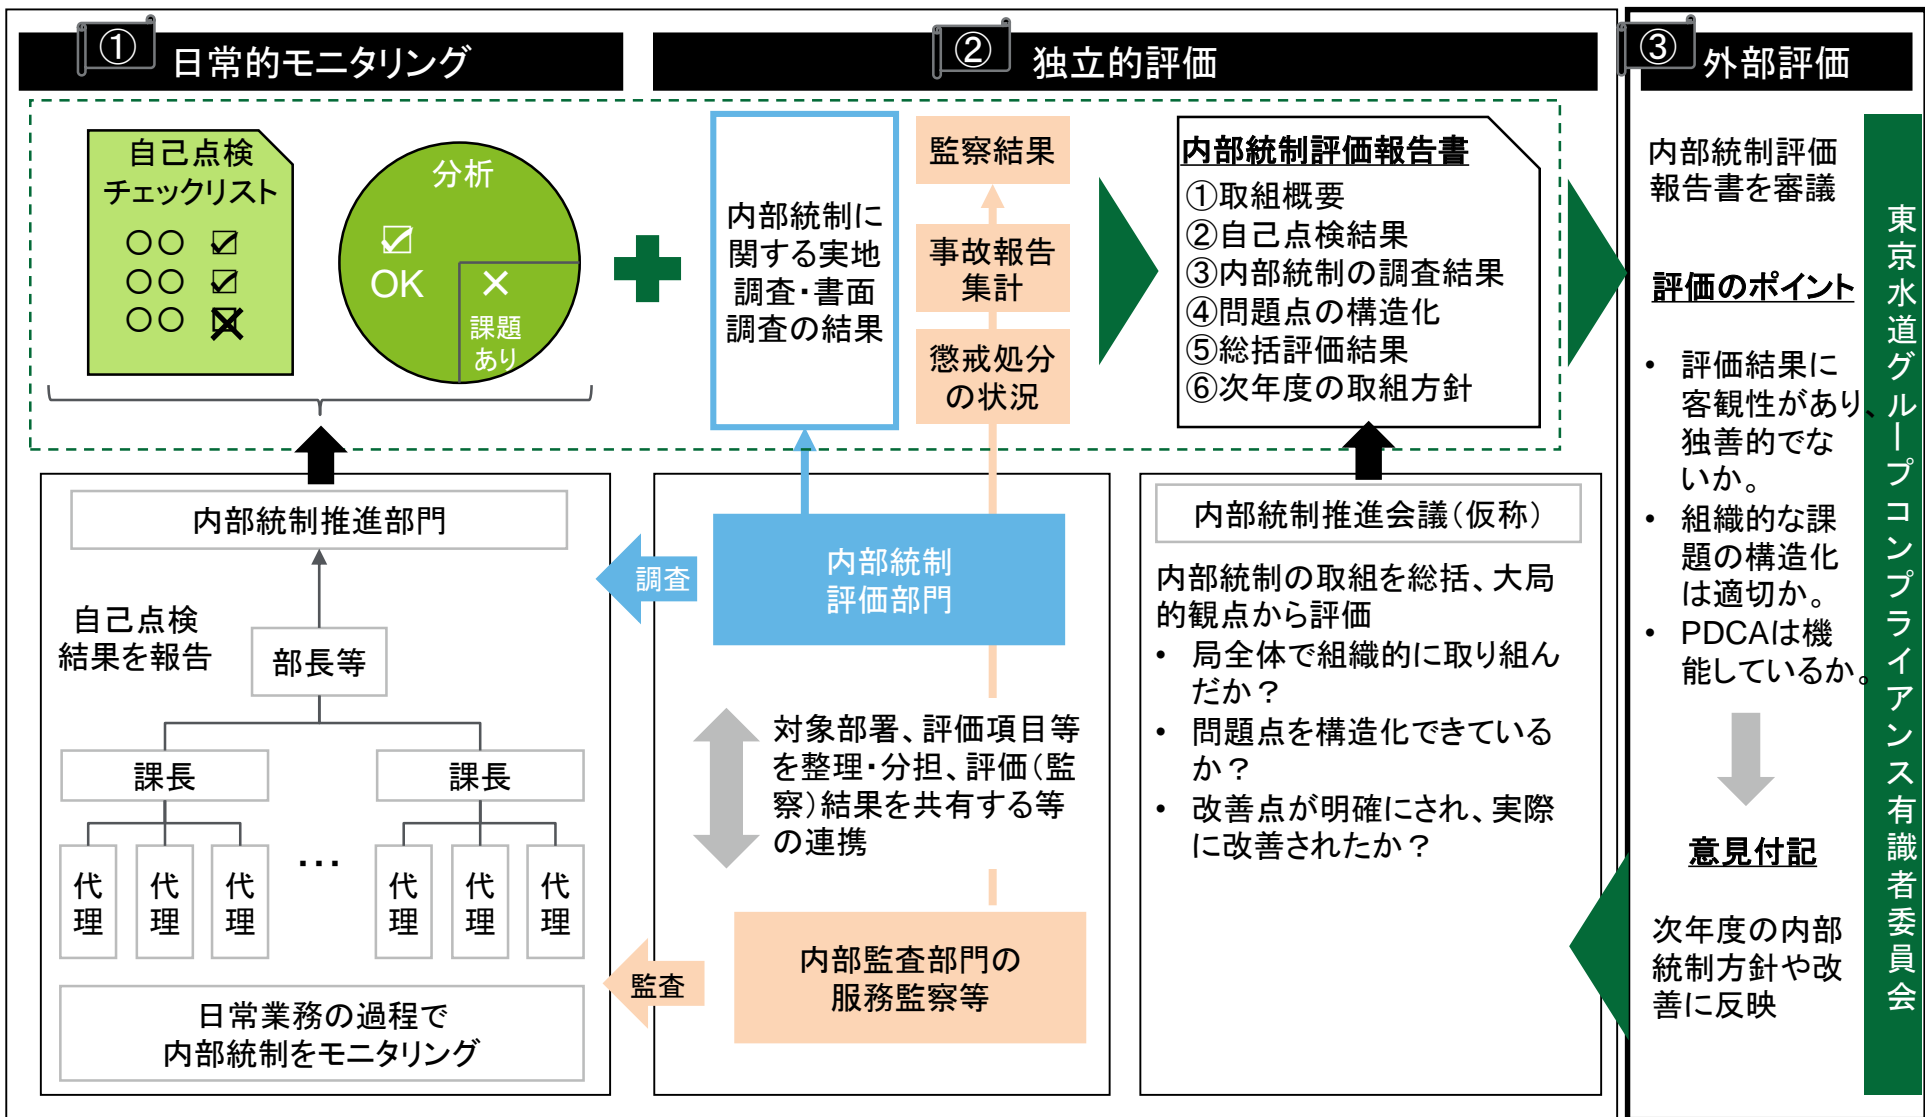 ① 日常的モニタリング
自己点検
チェックリスト
〇〇 ☑
〇〇 ☑
〇〇 ☒
分析
☑
OK
×
課題
あり
内部統制推進部門
自己点検
結果を報告
部長等
課長
課長
代理
代理
代理
…
代理
代理
代理
日常業務の過程で
内部統制をモニタリング
② 独立的評価
内部統制に
関する実地
調査・書面
調査の結果
監察結果
事故報告
集計
懲戒処分
の状況
調査
内部統制
評価部門
対象部署、評価項目等
を整理・分担、評価(監
察)結果を共有する等
の連携
監査
内部監査部門の
服務監察等
内部統制評価報告書
①取組概要
②自己点検結果
③内部統制の調査結果
④問題点の構造化
⑤総括評価結果
⑥次年度の取組方針
内部統制推進会議(仮称)
内部統制の取組を総括、大局
的観点から評価
• 局全体で組織的に取り組ん
だか?
• 問題点を構造化できている
か?
• 改善点が明確にされ、実際
に改善されたか?
③ 外部評価
内部統制評価
報告書を審議
評価のポイント
• 評価結果に
客観性があり、
独善的でな
いか。
• 組織的な課
題の構造化
は適切か。
• PDCAは機
能しているか。
意見付記
次年度の内部
統制方針や改
善に反映
東京水道グループコンプライアンス有識者委員会